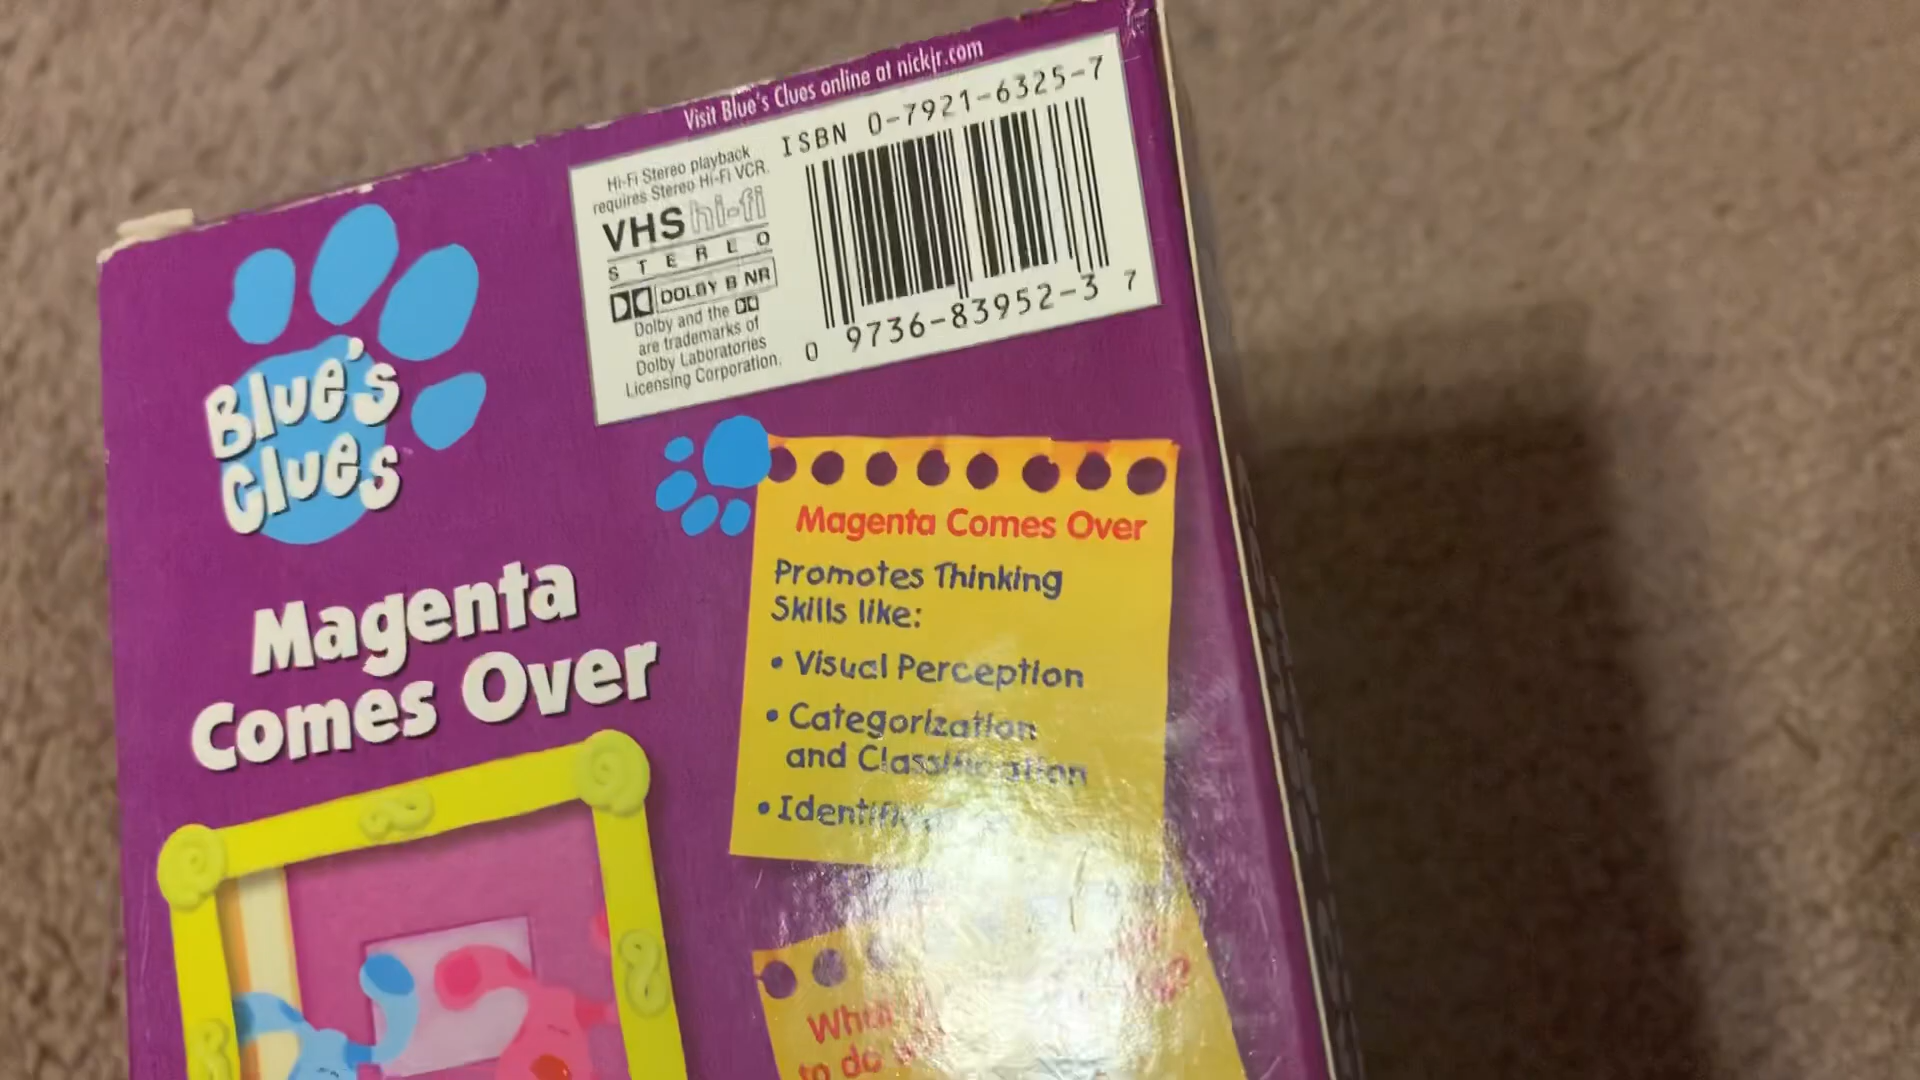 Visit Blue's Clues online at nickjr.com
Hi-Fi Stereo playback
requires Stereo Hi-Fi VCR.
VHS hi-fi
STEREO
DOLBY B NR
Dolby and the
are trademarks of
Dolby Laboratories
Licensing Corporation.
ISBN 0-7921-6325-7
0 9736-83952-3 7
Blue's
Clues
Magenta
Comes Over
Magenta Comes Over
Promotes Thinking
Skills like:
• Visual Perception
• Categorization
and Classification
to do